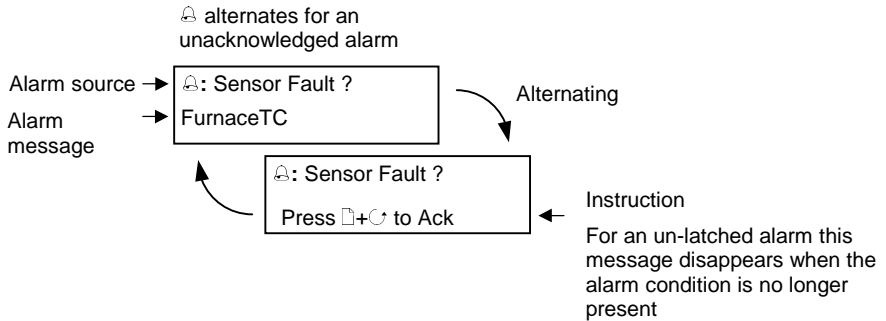 🔔 alternates for an
unacknowledged alarm
Alarm source
🔔: Sensor Fault ?
Alarm
message
FurnaceTC
Alternating
🔔: Sensor Fault ?
Press 🗋+↻ to Ack
Instruction
For an un-latched alarm this
message disappears when the
alarm condition is no longer
present